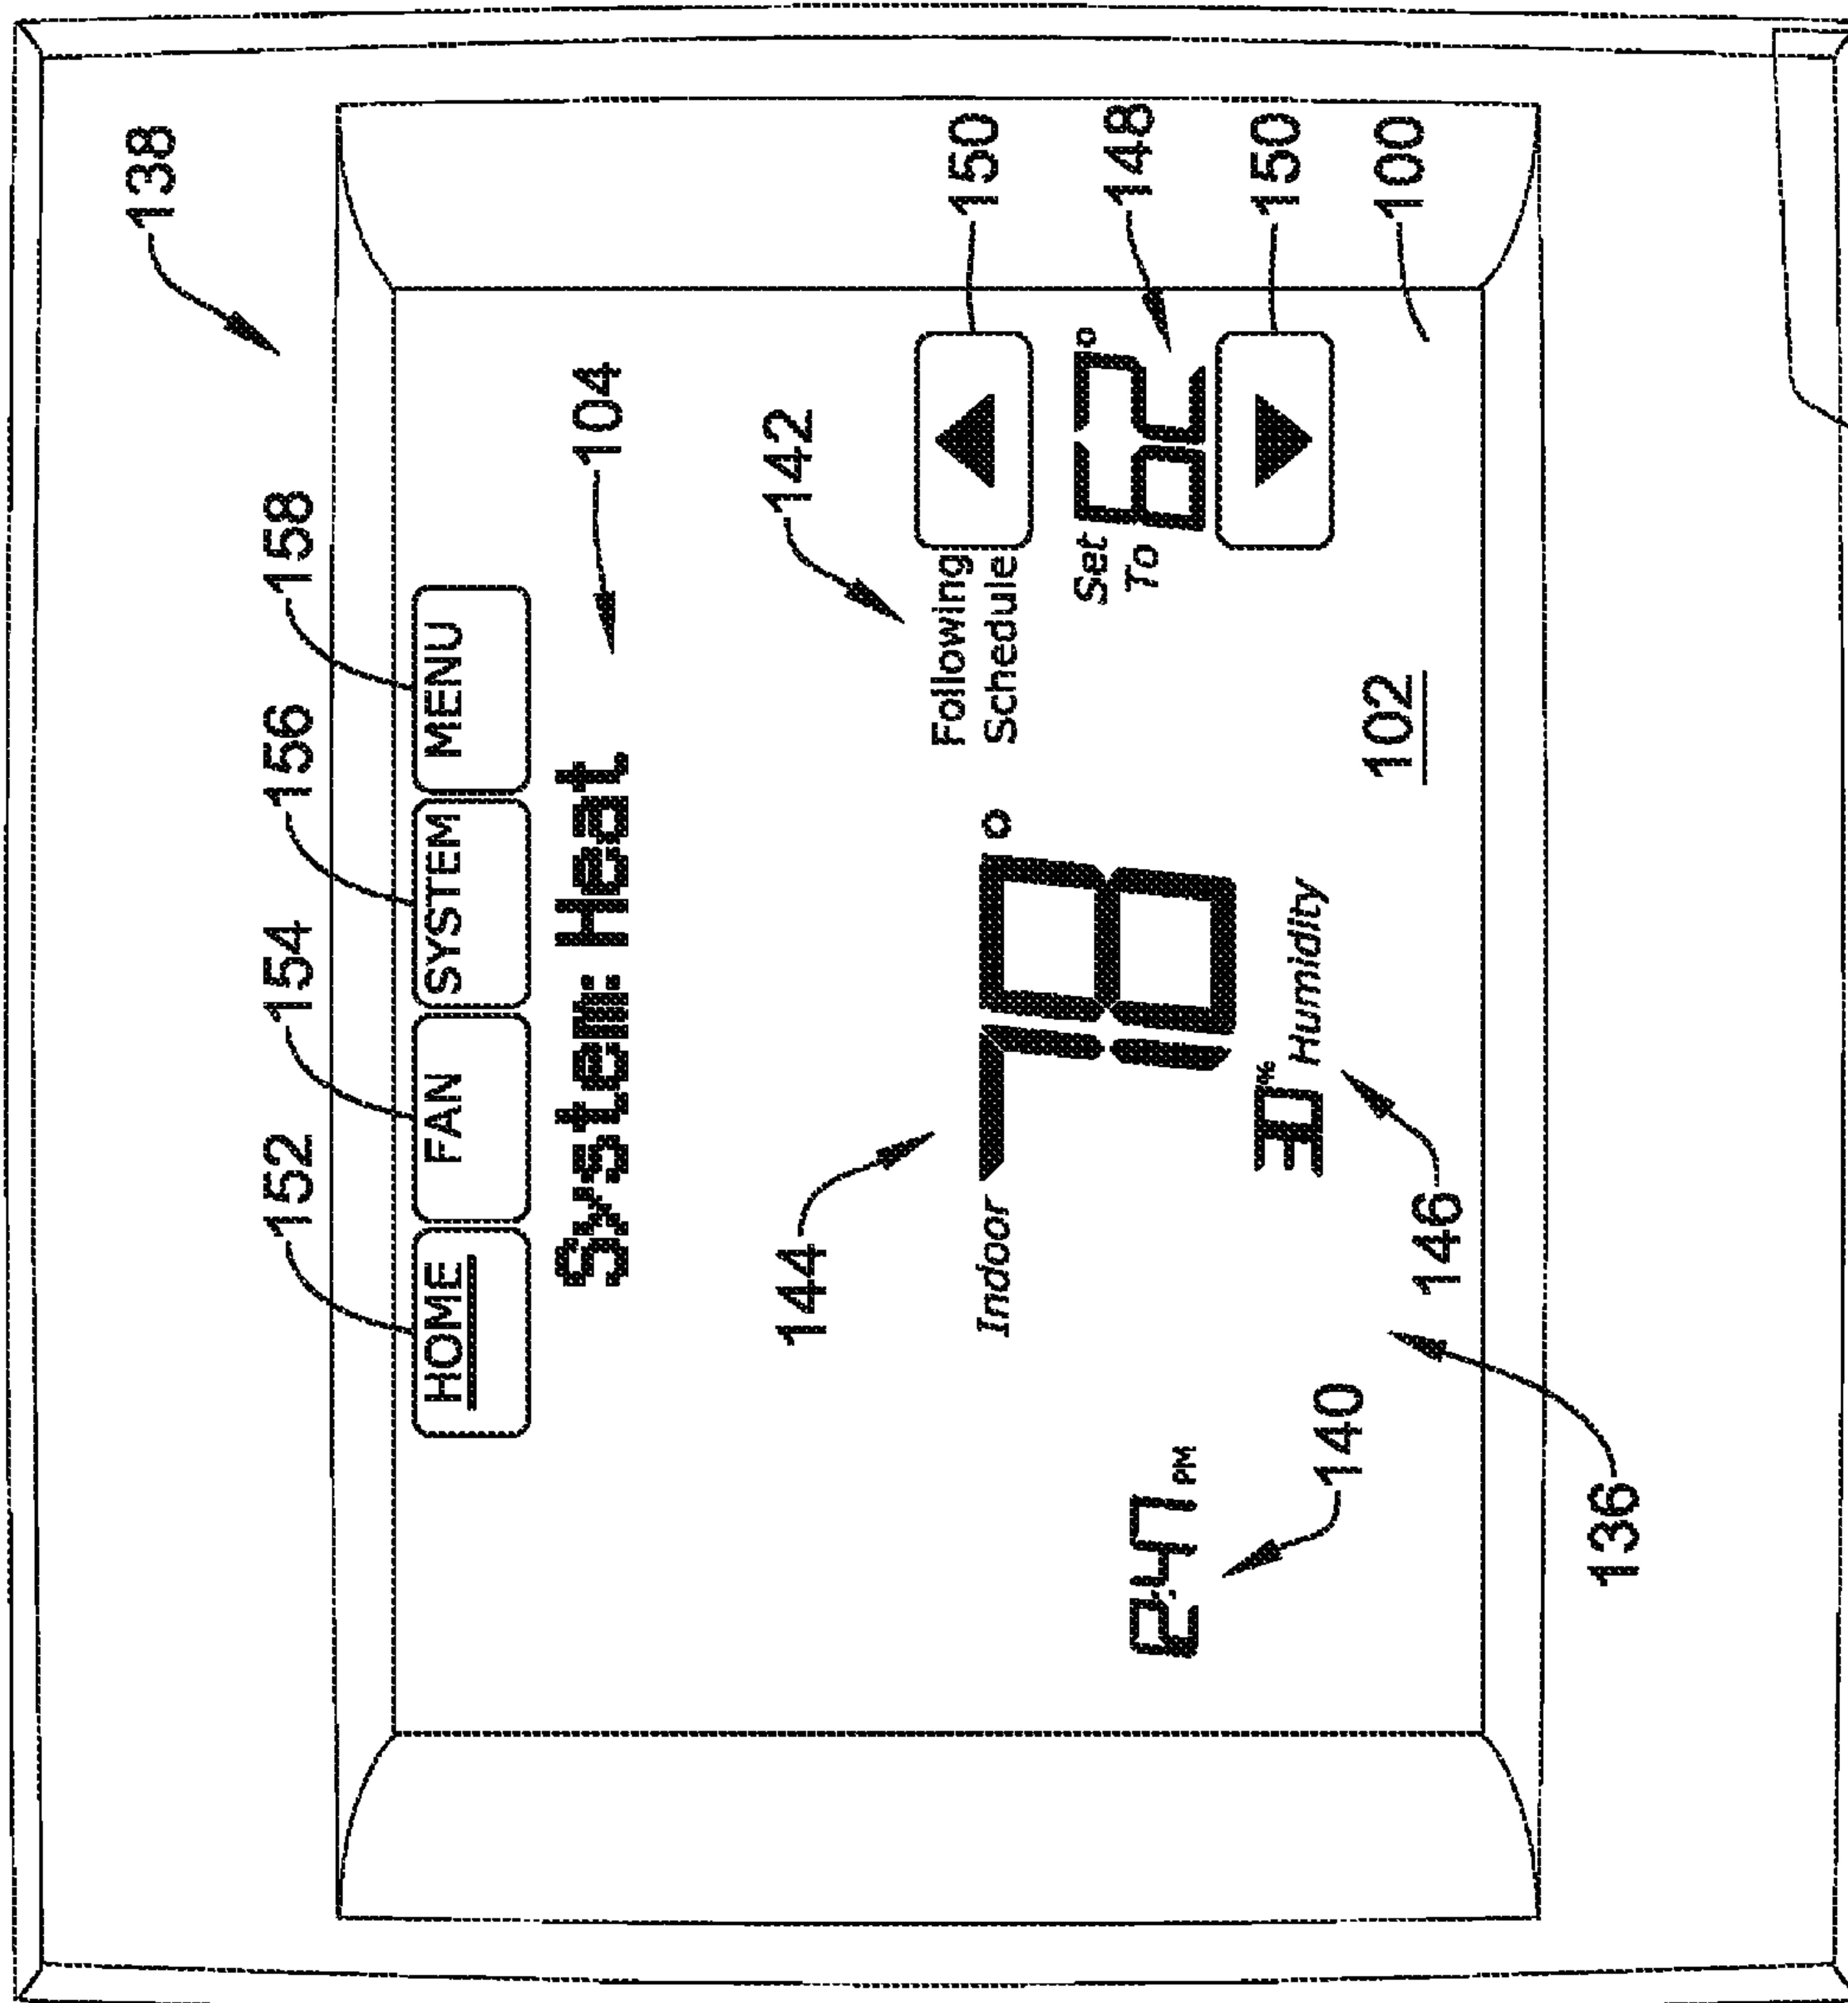 138
152 154 156 158
HOME FAN SYSTEM MENU
System: Heat
104
144
142
Following
Schedule
150
Indoor 78°
Set
To 62°
148
2:47 PM
30% Humidity
150
140
146
102
100
136